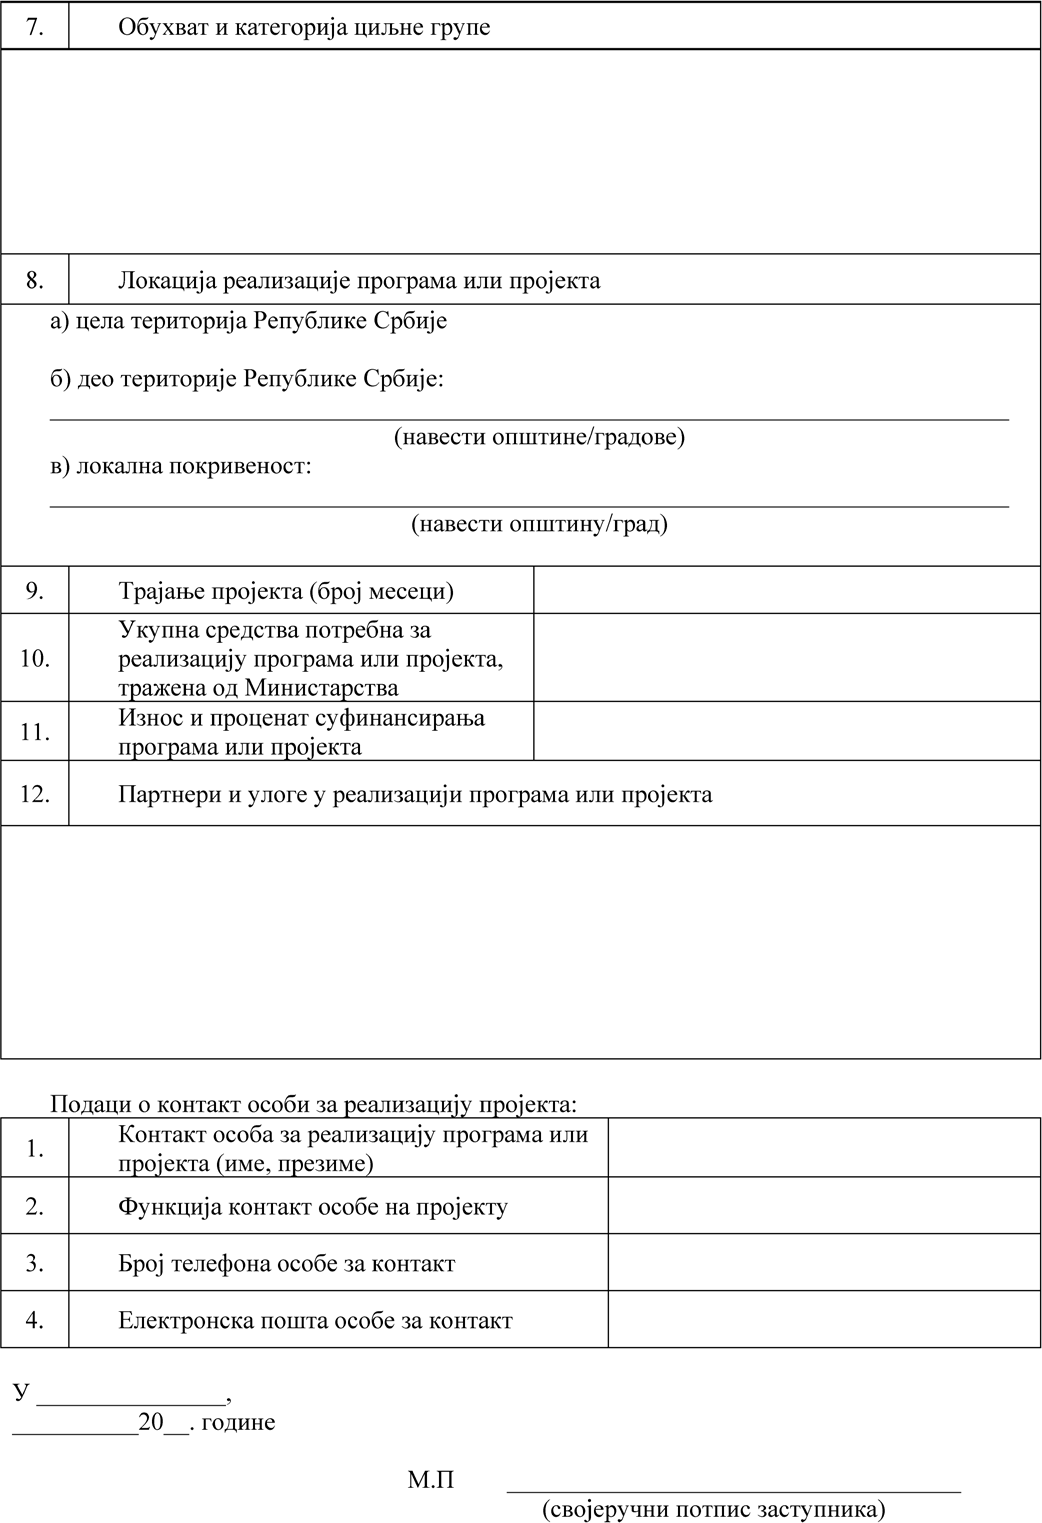 7. Обухват и категорија циљне групе
8. Локација реализације програма или пројекта
а) цела територија Републике Србије
б) део територије Републике Србије:
(навести општине/градове)
в) локална покривеност:
(навести општину/град)
9. Трајање пројекта (број месеци)
10. Укупна средства потребна за
реализацију програма или пројекта,
тражена од Министарства
11. Износ и проценат суфинансирања
програма или пројекта
12. Партнери и улоге у реализацији програма или пројекта
Подаци о контакт особи за реализацију пројекта:
1. Контакт особа за реализацију програма или
пројекта (име, презиме)
2. Функција контакт особе на пројекту
3. Број телефона особе за контакт
4. Електронска пошта особе за контакт
У _______________,
__________20__. године
М.П ____________________________________
(својеручни потпис заступника)